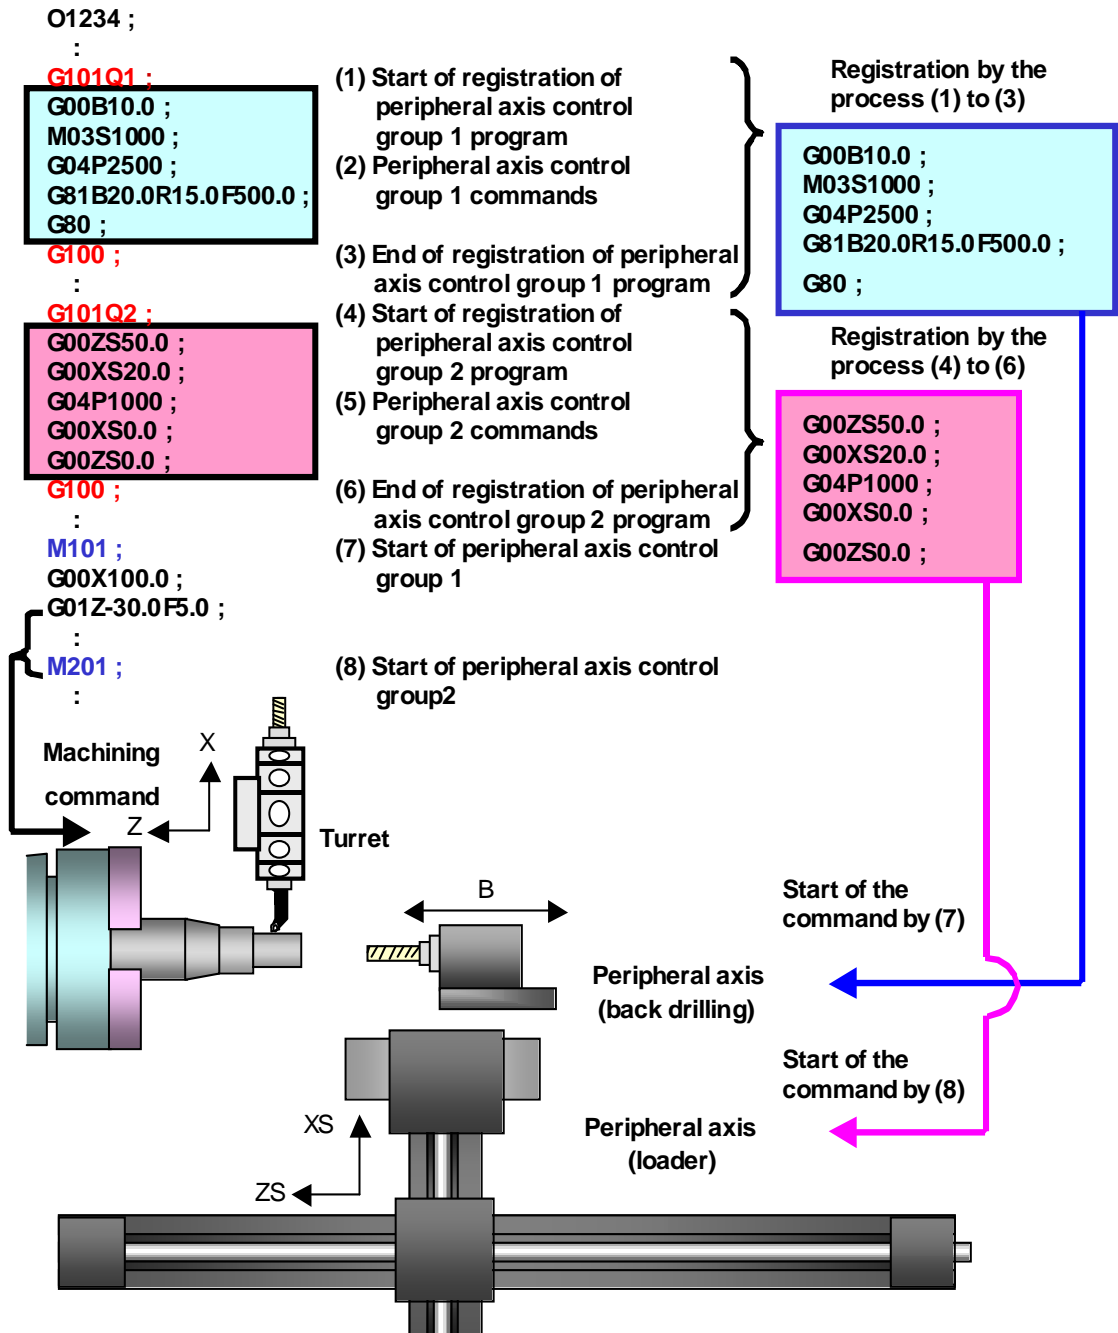 O1234 ;
:
G101Q1 ;
G00B10.0 ;
M03S1000 ;
G04P2500 ;
G81B20.0R15.0F500.0 ;
G80 ;
G100 ;
:
G101Q2 ;
G00ZS50.0 ;
G00XS20.0 ;
G04P1000 ;
G00XS0.0 ;
G00ZS0.0 ;
G100 ;
:
M101 ;
G00X100.0 ;
G01Z-30.0F5.0 ;
:
M201 ;
:
(1) Start of registration of
peripheral axis control
group 1 program
(2) Peripheral axis control
group 1 commands
(3) End of registration of peripheral
axis control group 1 program
(4) Start of registration of
peripheral axis control
group 2 program
(5) Peripheral axis control
group 2 commands
(6) End of registration of peripheral
axis control group 2 program
(7) Start of peripheral axis control
group 1
(8) Start of peripheral axis control
group2
Registration by the
process (1) to (3)
G00B10.0 ;
M03S1000 ;
G04P2500 ;
G81B20.0R15.0F500.0 ;
G80 ;
Registration by the
process (4) to (6)
G00ZS50.0 ;
G00XS20.0 ;
G04P1000 ;
G00XS0.0 ;
G00ZS0.0 ;
Machining
command
X
Z
Turret
B
Start of the
command by (7)
Peripheral axis
(back drilling)
Start of the
command by (8)
XS
Peripheral axis
(loader)
ZS